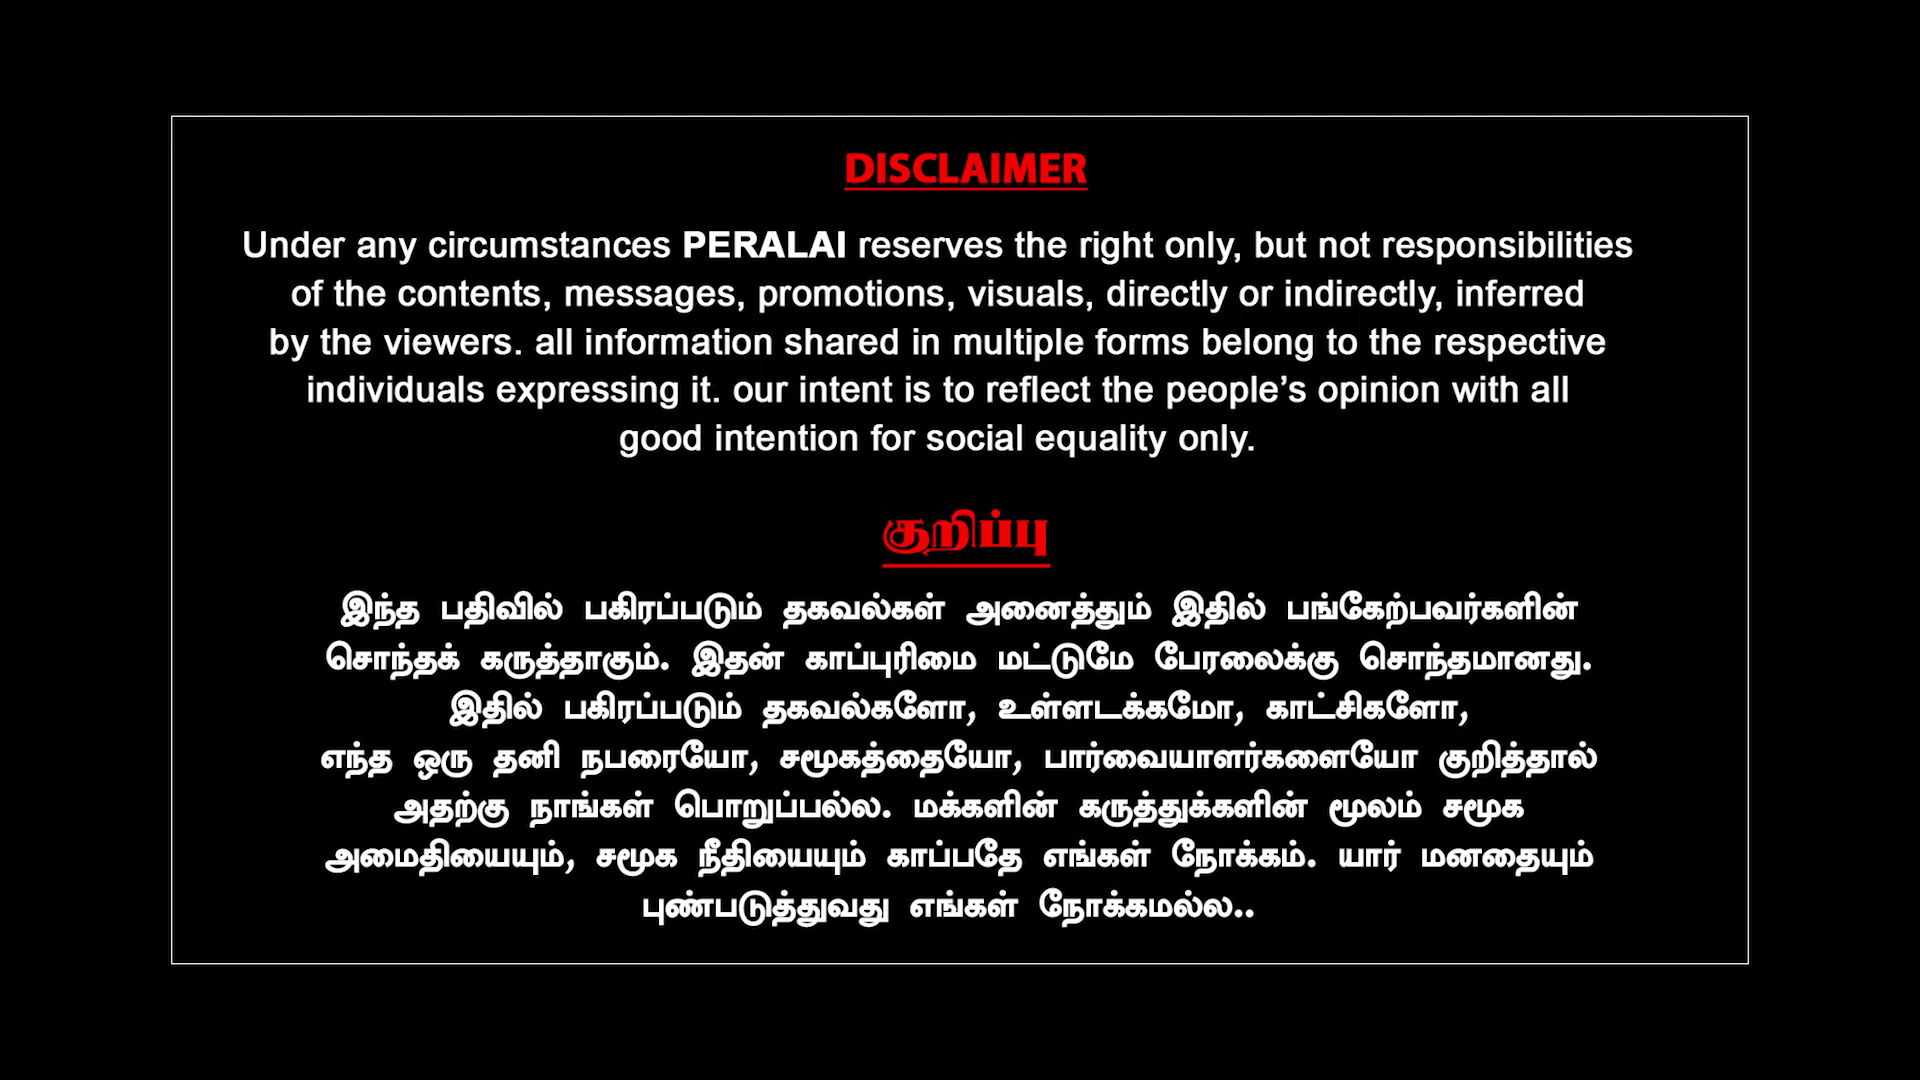 DISCLAIMER
Under any circumstances PERALAI reserves the right only, but not responsibilities
of the contents, messages, promotions, visuals, directly or indirectly, inferred
by the viewers. all information shared in multiple forms belong to the respective
individuals expressing it. our intent is to reflect the people’s opinion with all
good intention for social equality only.
குறிப்பு
இந்த பதிவில் பகிரப்படும் தகவல்கள் அனைத்தும் இதில் பங்கேற்பவர்களின்
சொந்தக் கருத்தாகும். இதன் காப்புரிமை மட்டுமே பேரலைக்கு சொந்தமானது.
இதில் பகிரப்படும் தகவல்களோ, உள்ளடக்கமோ, காட்சிகளோ,
எந்த ஒரு தனி நபரையோ, சமூகத்தையோ, பார்வையாளர்களையோ குறித்தால்
அதற்கு நாங்கள் பொறுப்பல்ல. மக்களின் கருத்துக்களின் மூலம் சமூக
அமைதியையும், சமூக நீதியையும் காப்பதே எங்கள் நோக்கம். யார் மனதையும்
புண்படுத்துவது எங்கள் நோக்கமல்ல..